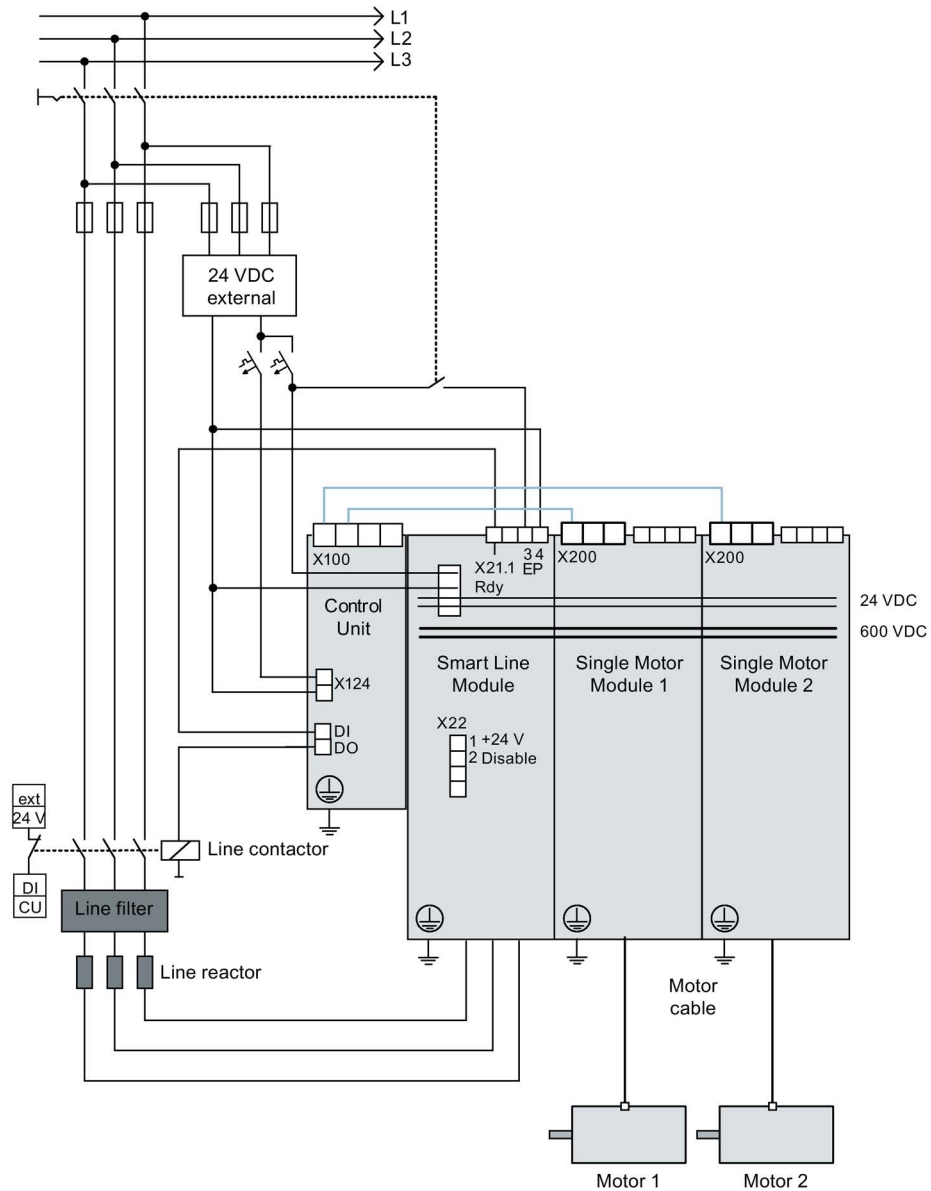 L1
L2
L3
24 VDC
external
X100
X21.1
Rdy
3 4
EP
X200
X200
24 VDC
600 VDC
Control
Unit
Smart Line
Module
Single Motor
Module 1
Single Motor
Module 2
X124
X22
1 +24 V
2 Disable
DI
DO
ext
24 V
Line contactor
DI
CU
Line filter
Line reactor
Motor
cable
Motor 1
Motor 2